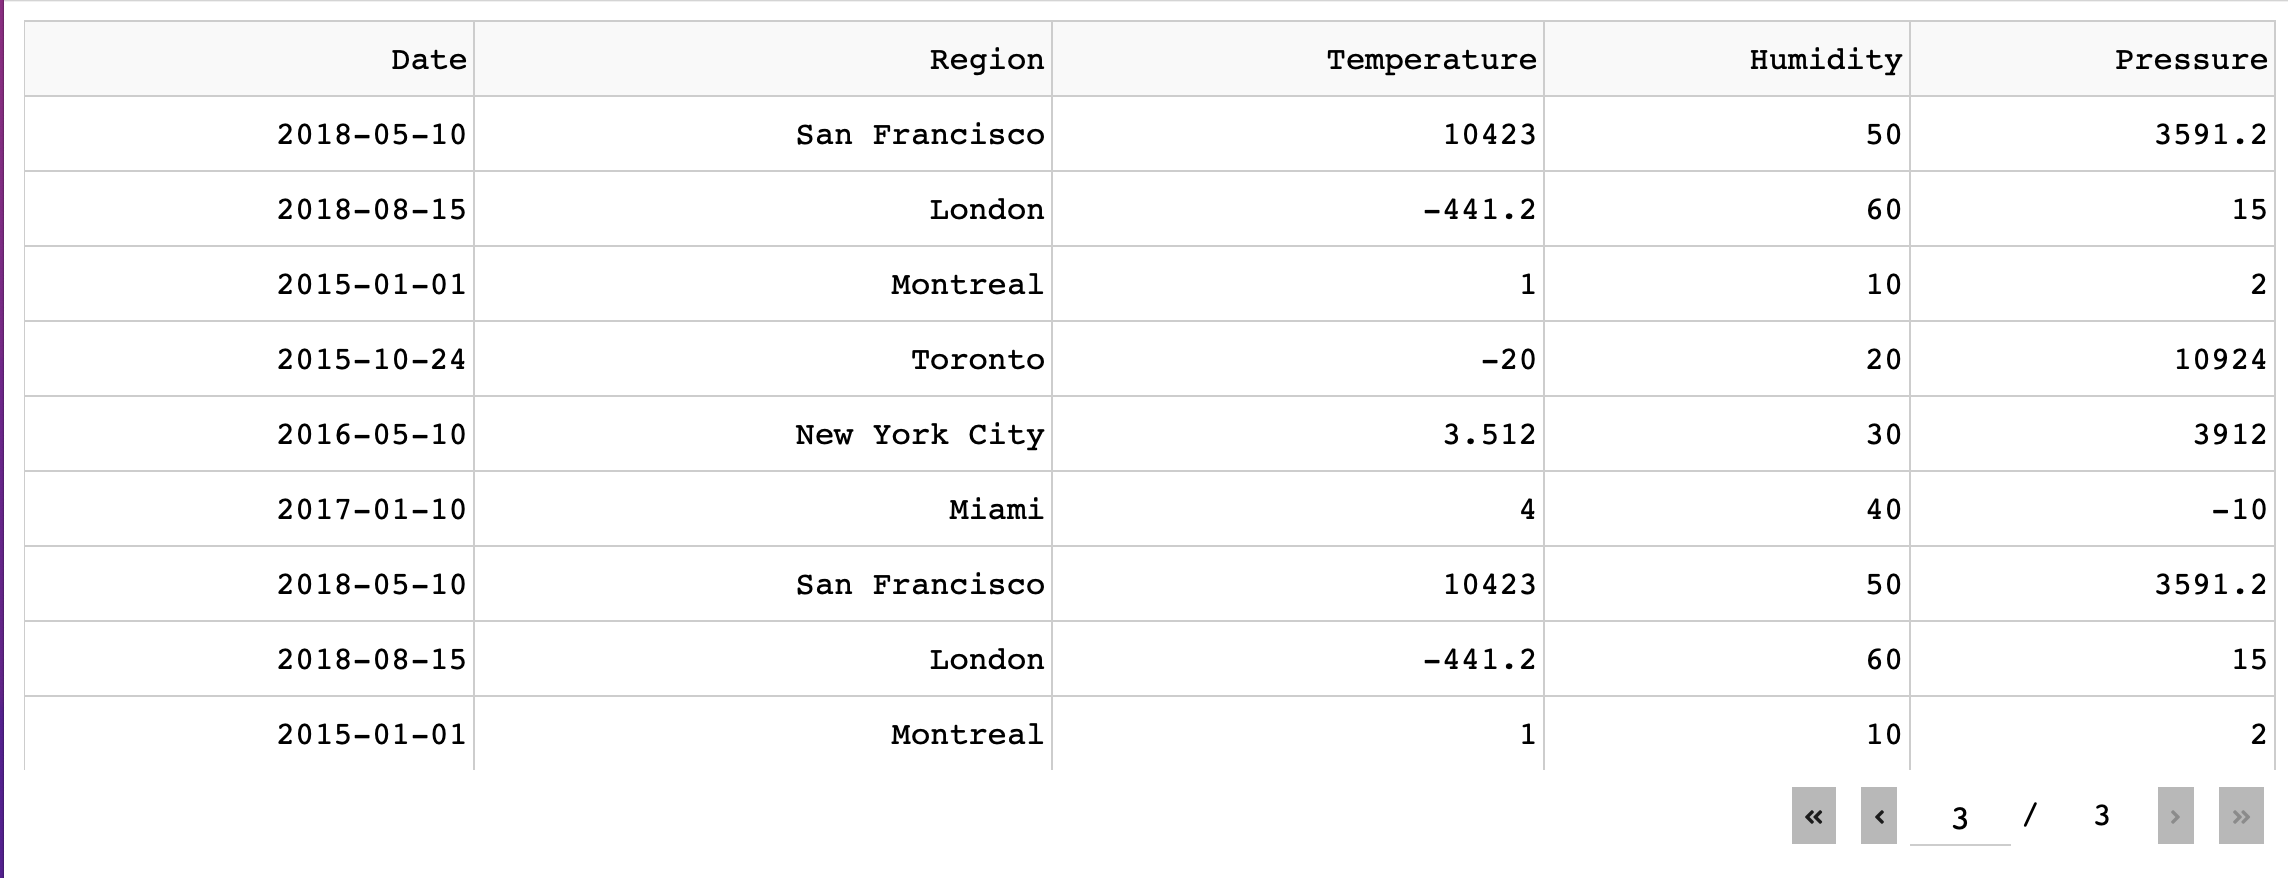 Date Region Temperature Humidity Pressure
2018-05-10 San Francisco 10423 50 3591.2
2018-08-15 London -441.2 60 15
2015-01-01 Montreal 1 10 2
2015-10-24 Toronto -20 20 10924
2016-05-10 New York City 3.512 30 3912
2017-01-10 Miami 4 40 -10
2018-05-10 San Francisco 10423 50 3591.2
2018-08-15 London -441.2 60 15
2015-01-01 Montreal 1 10 2
« ‹ 3 / 3 › »